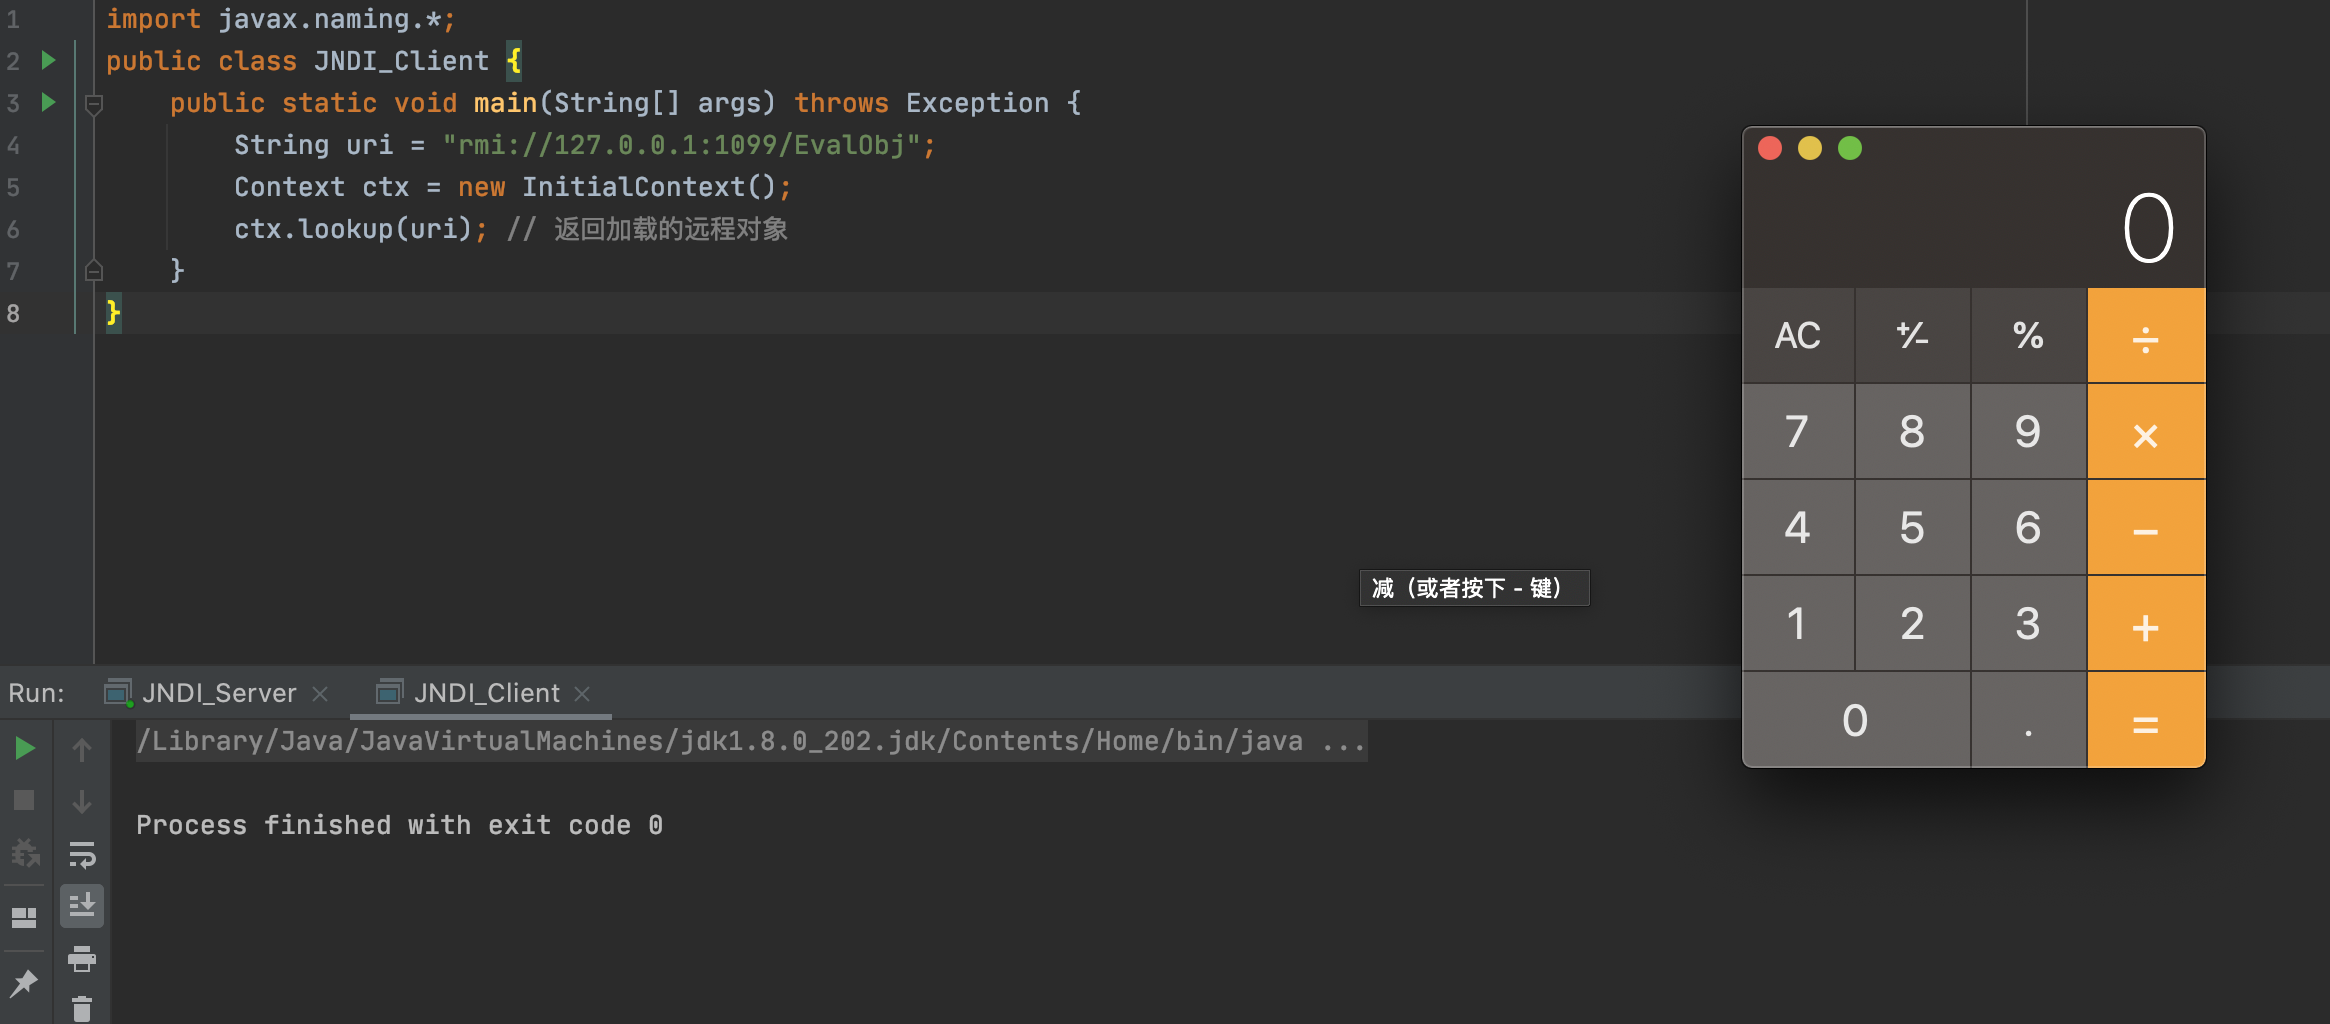 1 import javax.naming.*;
2 public class JNDI_Client {
3 public static void main(String[] args) throws Exception {
4 String uri = "rmi://127.0.0.1:1099/EvalObj";
5 Context ctx = new InitialContext();
6 ctx.lookup(uri); // 返回加载的远程对象
7 }
8 }
0
AC ⁺∕₋ % ÷
7 8 9 ×
4 5 6 −
减（或者按下 - 键）
1 2 3 +
0 . =
Run: JNDI_Server × JNDI_Client ×
/Library/Java/JavaVirtualMachines/jdk1.8.0_202.jdk/Contents/Home/bin/java ...
Process finished with exit code 0